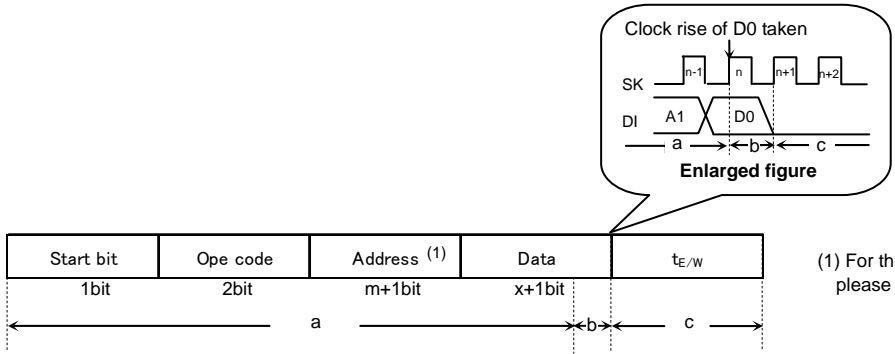 Clock rise of D0 taken
SK
n-1
n
n+1
n+2
DI
A1
D0
a
b
c
Enlarged figure
Start bit
Ope code
Address (1)
Data
tE/W
1bit
2bit
m+1bit
x+1bit
a
b
c
(1) For th
please